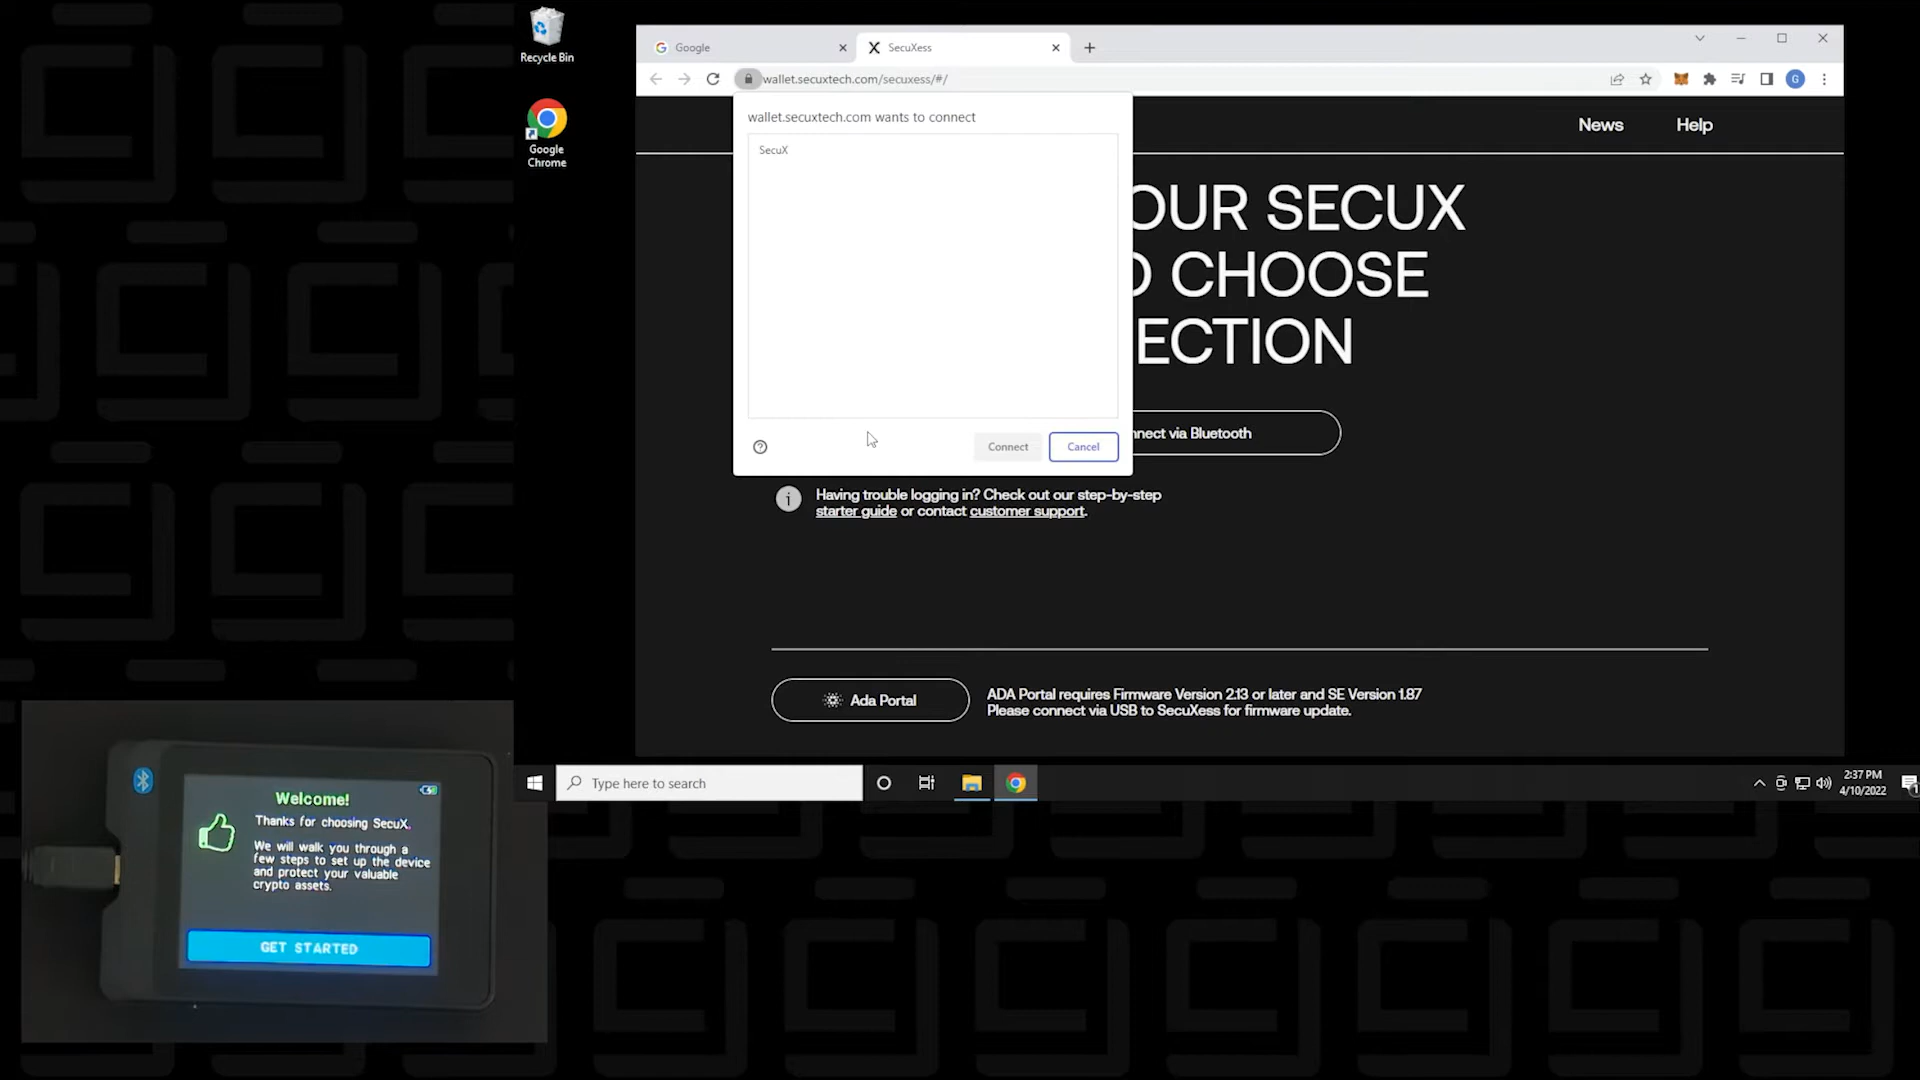 Recycle Bin
Google
Chrome
Google
SecuXess
wallet.secuxtech.com/secuxess/#/
G
wallet.secuxtech.com wants to connect
SecuX
Connect
Cancel
News
Help
OUR SECUX
CHOOSE
ECTION
nnect via Bluetooth
Having trouble logging in? Check out our step-by-step
starter guide or contact customer support.
Ada Portal
ADA Portal requires Firmware Version 2.13 or later and SE Version 1.87
Please connect via USB to SecuXess for firmware update.
Type here to search
2:37 PM
4/10/2022
1
Welcome!
Thanks for choosing SecuX.
We will walk you through a
few steps to set up the device
and protect your valuable
crypto assets.
GET STARTED